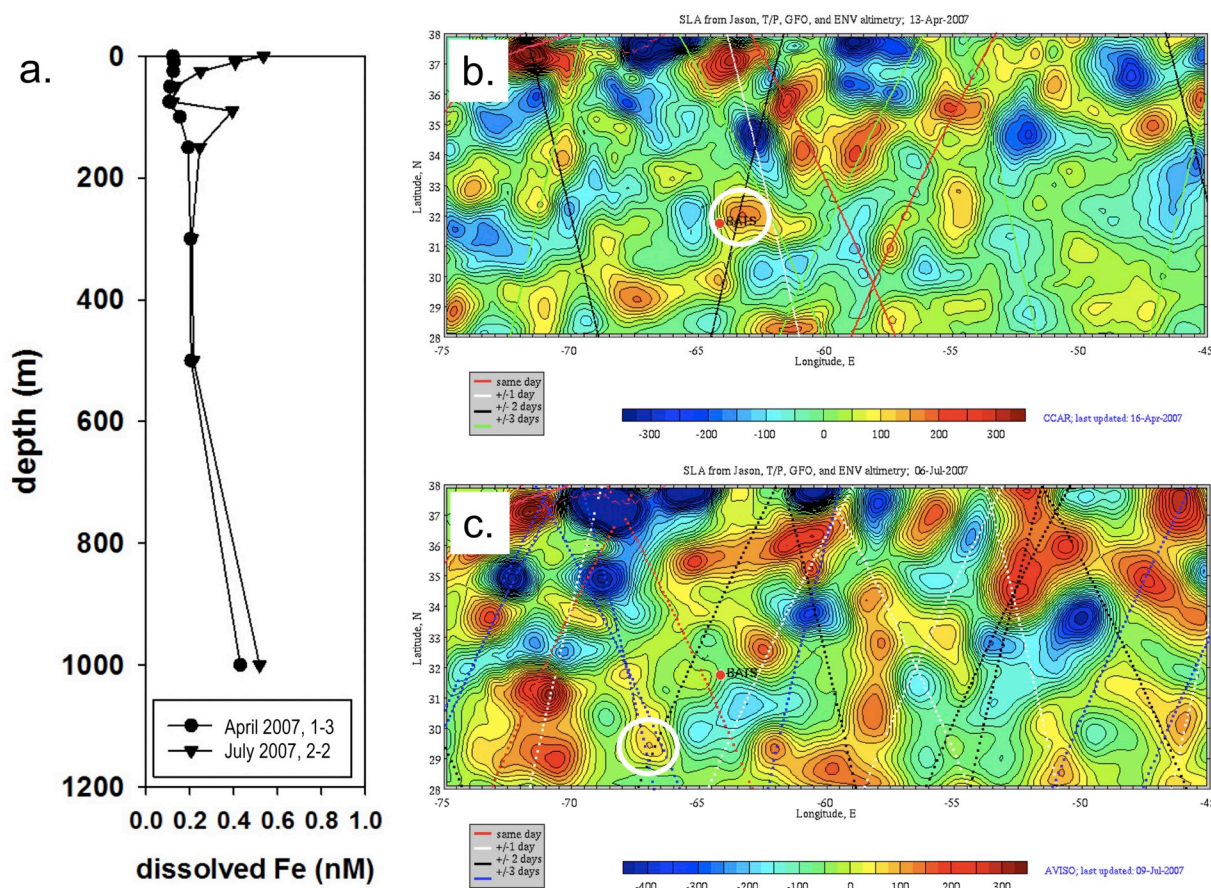 a.
0
200
400
600
800
1000
1200
depth (m)
0.0 0.2 0.4 0.6 0.8 1.0
dissolved Fe (nM)
April 2007, 1-3
July 2007, 2-2
SLA from Jason, T/P, GFO, and ENV altimetry; 13-Apr-2007
b.
38
37
36
35
34
33
32
31
30
29
28
Latitude, N
BATS
-75 -70 -65 -60 -55 -50 -45
Longitude, E
same day
+/-1 day
+/- 2 days
+/-3 days
-300 -200 -100 0 100 200 300
CCAR; last updated: 16-Apr-2007
SLA from Jason, T/P, GFO, and ENV altimetry; 06-Jul-2007
c.
38
37
36
35
34
33
32
31
30
29
28
Latitude, N
BATS
-75 -70 -65 -60 -55 -50 -45
Longitude, E
same day
+/-1 day
+/- 2 days
+/-3 days
-400 -300 -200 -100 0 100 200 300
AVISO; last updated: 09-Jul-2007